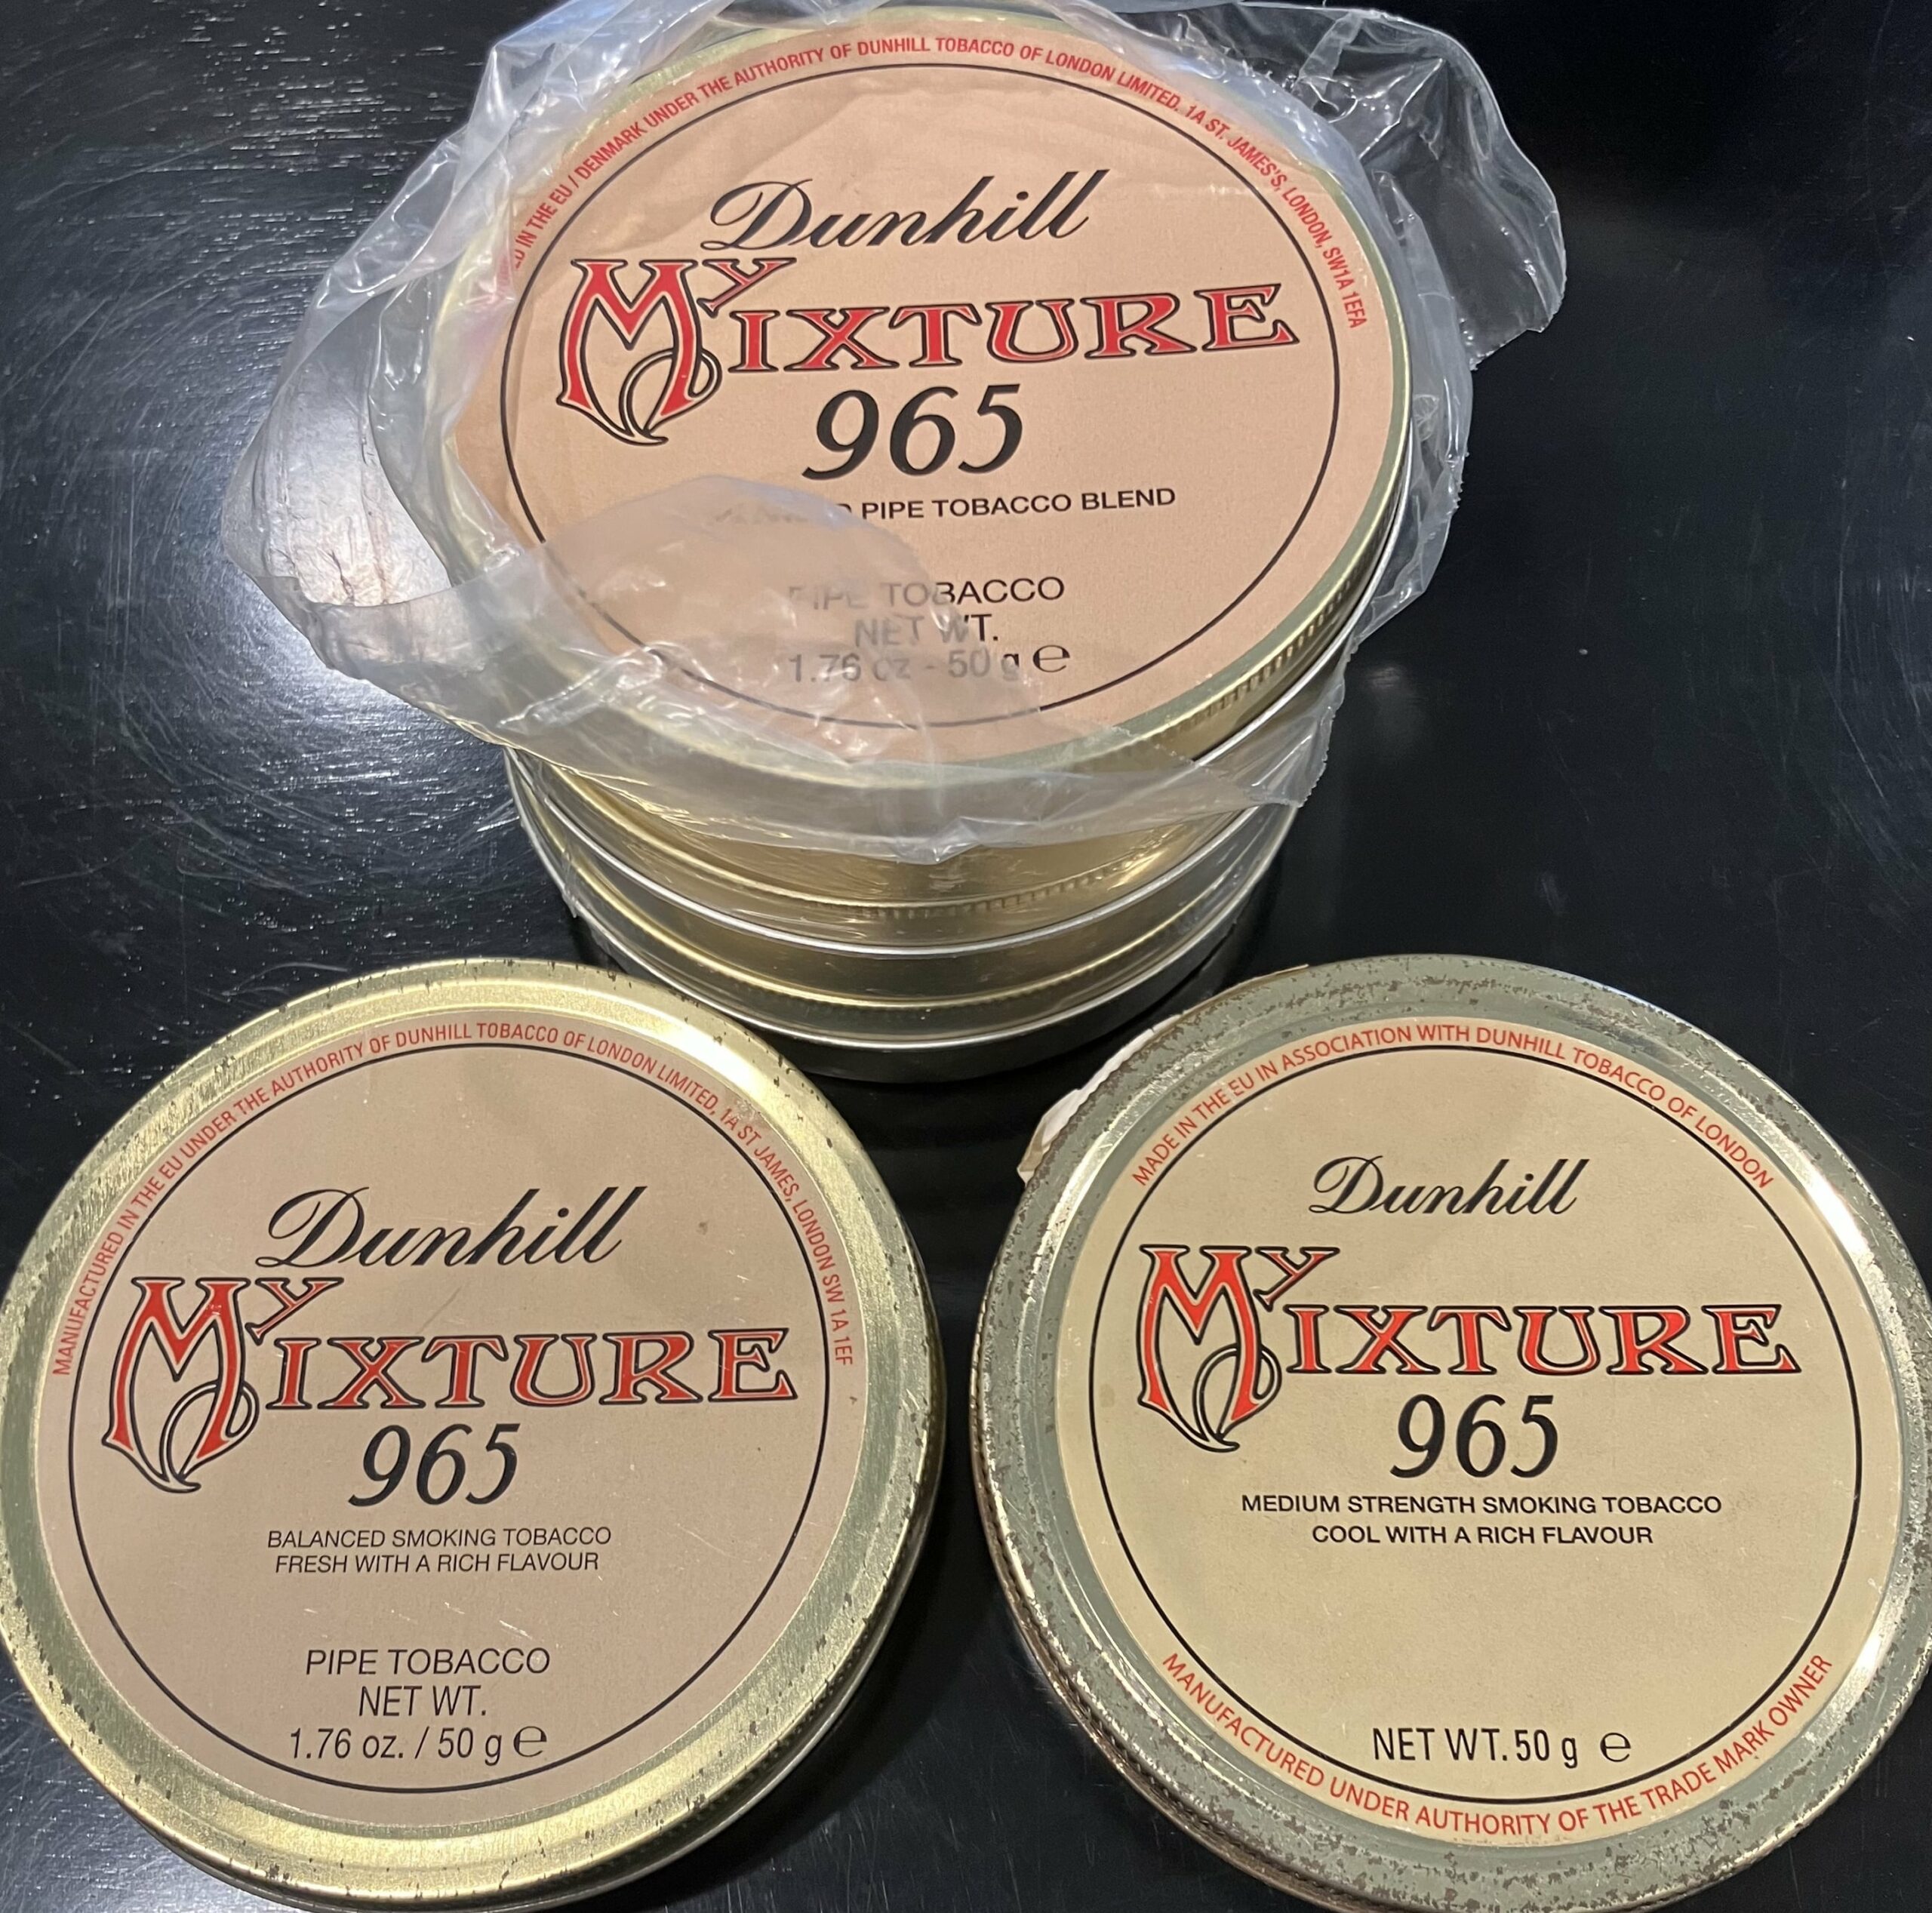 IN THE EU / DENMARK UNDER THE AUTHORITY OF DUNHILL TOBACCO OF LONDON LIMITED. 1A ST. JAMES'S, LONDON, SW1A 1EFA
Dunhill
My Mixture
965
PIPE TOBACCO BLEND
PIPE TOBACCO
NET WT.
1.76 oz - 50 g ℮
MANUFACTURED IN THE EU UNDER THE AUTHORITY OF DUNHILL TOBACCO OF LONDON LIMITED, 1A ST JAMES, LONDON SW 1A 1EF
Dunhill
My Mixture
965
BALANCED SMOKING TOBACCO
FRESH WITH A RICH FLAVOUR
PIPE TOBACCO
NET WT.
1.76 oz. / 50 g ℮
MADE IN THE EU IN ASSOCIATION WITH DUNHILL TOBACCO OF LONDON
Dunhill
My Mixture
965
MEDIUM STRENGTH SMOKING TOBACCO
COOL WITH A RICH FLAVOUR
NET WT. 50 g ℮
MANUFACTURED UNDER AUTHORITY OF THE TRADE MARK OWNER